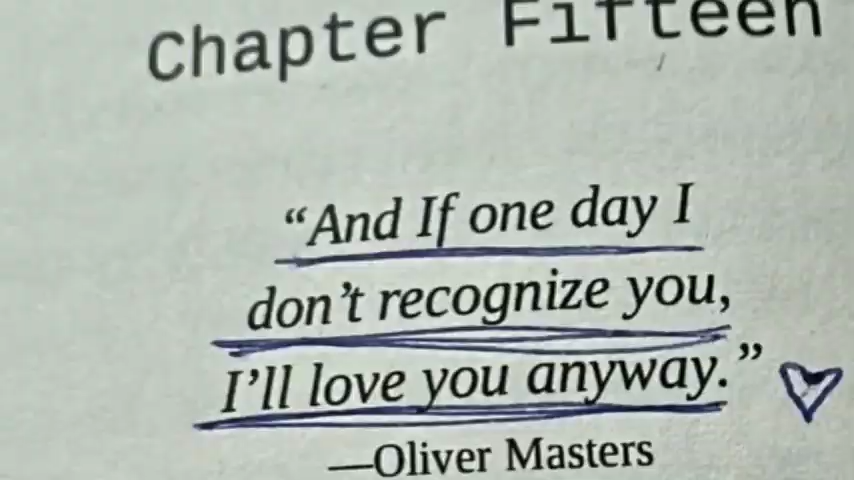 Chapter Fifteen
“And If one day I
don’t recognize you,
I’ll love you anyway.”
—Oliver Masters